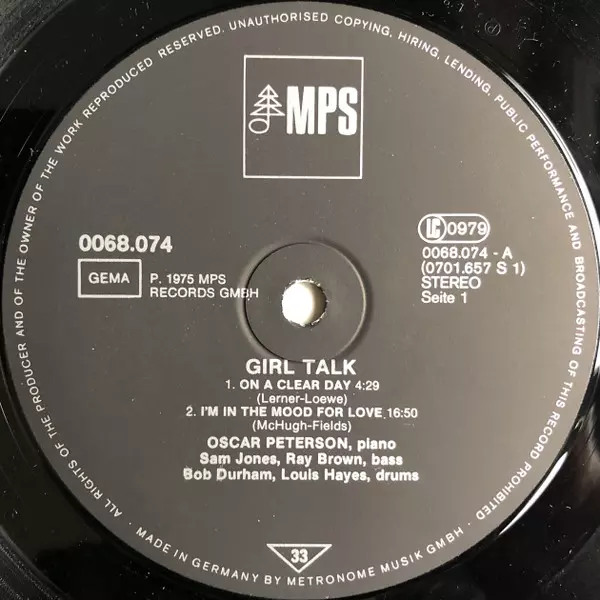 ALL RIGHTS OF THE PRODUCER AND OF THE OWNER OF THE WORK REPRODUCED RESERVED. UNAUTHORISED COPYING, HIRING, LENDING, PUBLIC PERFORMANCE AND BROADCASTING OF THIS RECORD PROHIBITED
MPS
0068.074
GEMA
P. 1975 MPS
RECORDS GMBH
LC 0979
0068.074 - A
(0701.657 S 1)
STEREO
Seite 1
GIRL TALK
1. ON A CLEAR DAY 4:29
(Lerner-Loewe)
2. I'M IN THE MOOD FOR LOVE 16:50
(McHugh-Fields)
OSCAR PETERSON, piano
Sam Jones, Ray Brown, bass
Bob Durham, Louis Hayes, drums
33
· MADE IN GERMANY BY METRONOME MUSIK GMBH ·